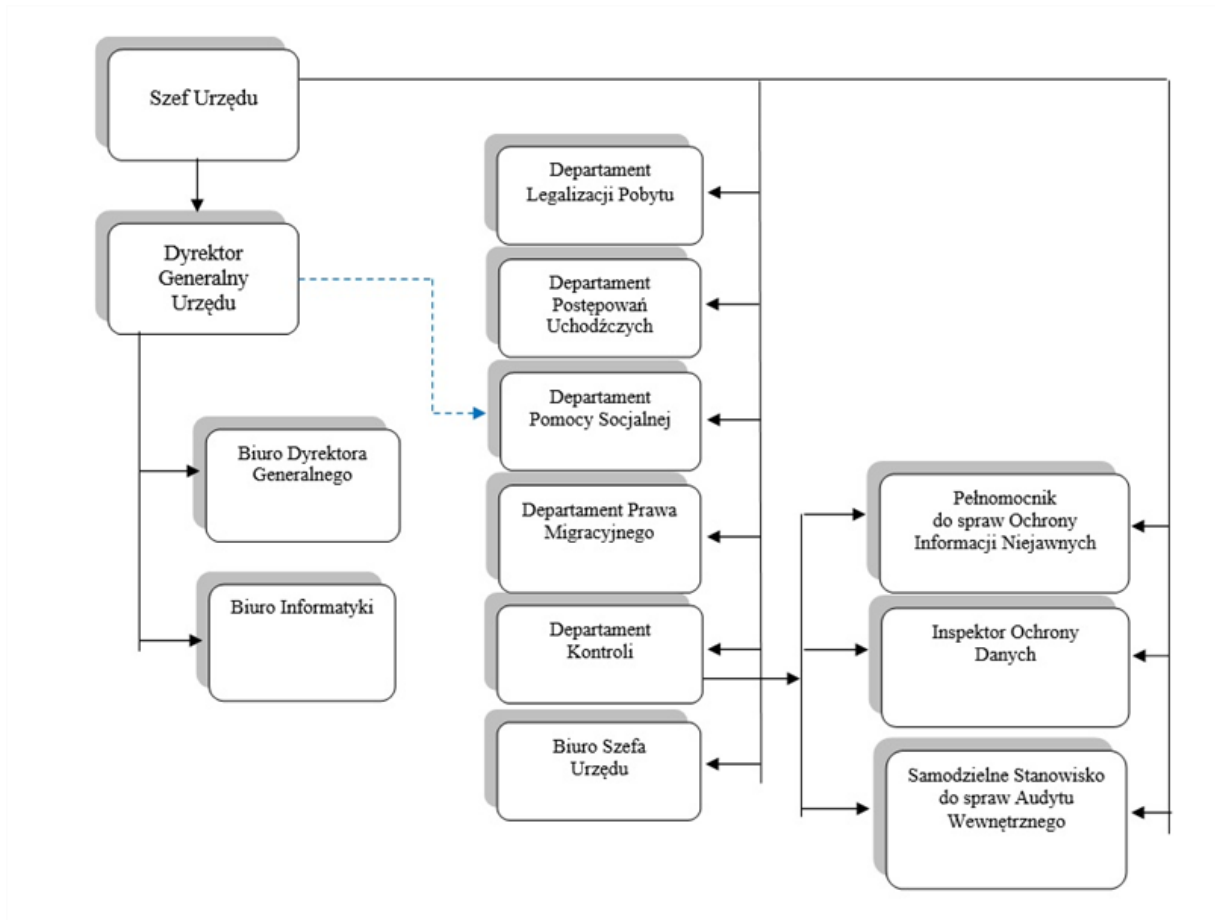 Szef Urzędu
Dyrektor
Generalny
Urzędu
Biuro Dyrektora
Generalnego
Biuro Informatyki
Departament
Legalizacji Pobytu
Departament
Postępowań
Uchodźczych
Departament
Pomocy Socjalnej
Departament Prawa
Migracyjnego
Departament
Kontroli
Biuro Szefa
Urzędu
Pełnomocnik
do spraw Ochrony
Informacji Niejawnych
Inspektor Ochrony
Danych
Samodzielne Stanowisko
do spraw Audytu
Wewnętrznego